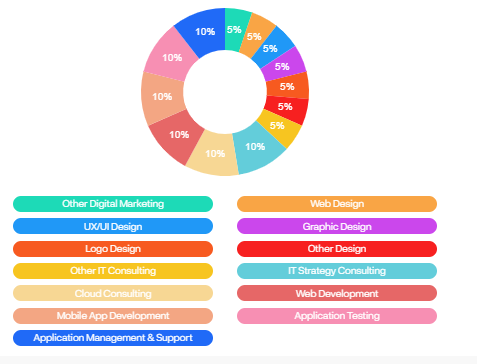 5%
5%
5%
5%
5%
5%
5%
10%
10%
10%
10%
10%
10%
Other Digital Marketing
Web Design
UX/UI Design
Graphic Design
Logo Design
Other Design
Other IT Consulting
IT Strategy Consulting
Cloud Consulting
Web Development
Mobile App Development
Application Testing
Application Management & Support